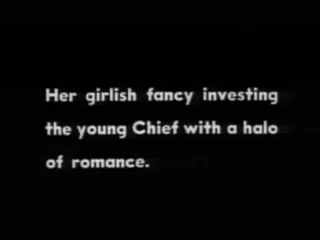 Her girlish fancy investing
the young Chief with a halo
of romance.